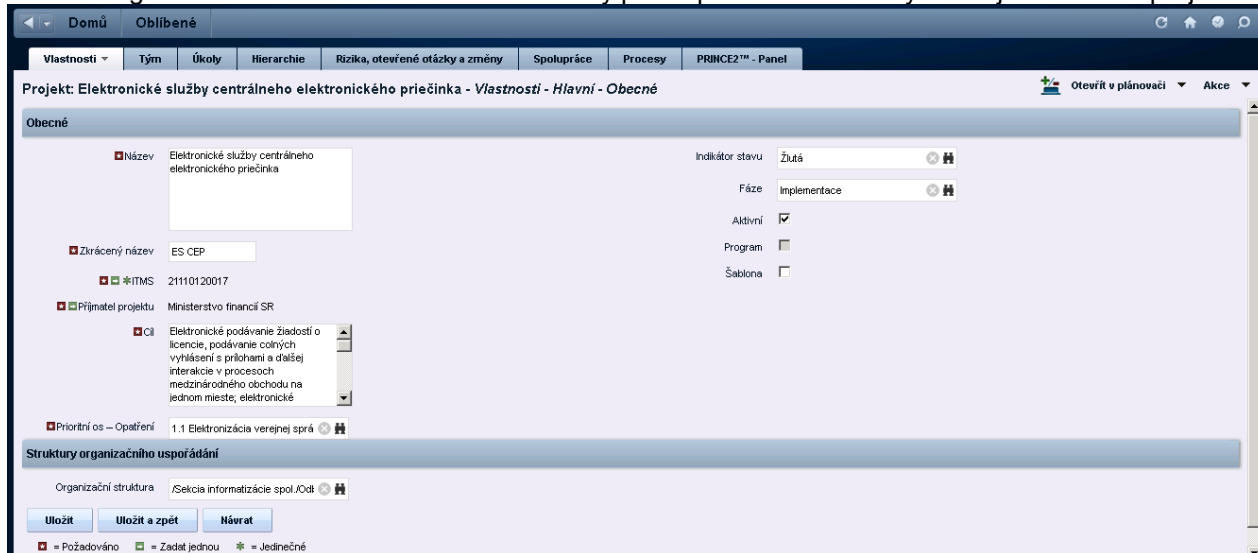 Domů Oblíbené
Vlastnosti Tým Úkoly Hierarchie Rizika, otevřené otázky a změny Spolupráce Procesy PRINCE2™ - Panel
Projekt: Elektronické služby centrálneho elektronického priečinka - Vlastnosti - Hlavní - Obecné Otevřít v plánovači Akce
Obecné
Název Elektronické služby centrálneho
elektronického priečinka
Indikátor stavu Žlutá
Fáze Implementace
Aktivní
Program
Šablona
Zkrácený název ES CEP
ITMS 21110120017
Příjmatel projektu Ministerstvo financií SR
Cíl Elektronické podávanie žiadostí o
licencie, podávanie colných
vyhlásení s prílohami a ďalšej
interakcie v procesoch
medzinárodného obchodu na
jednom mieste; elektronické
Prioritní os – Opatření 1.1 Elektronizácia verejnej sprá
Struktury organizačního uspořádání
Organizační struktura /Sekcia informatizácie spol./Odb
Uložit Uložit a zpět Návrat
= Požadováno = Zadat jednou = Jedinečné